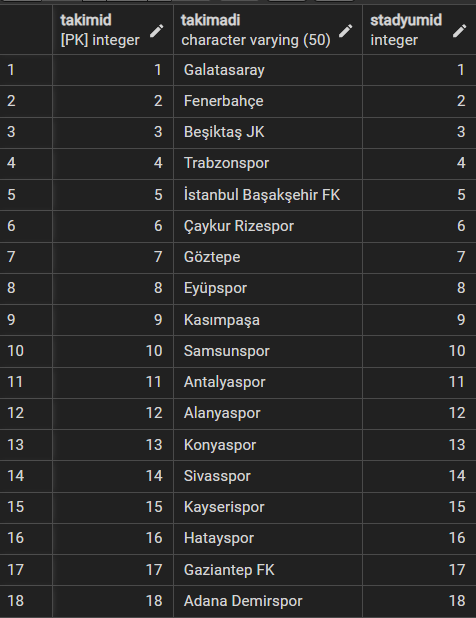 takimid takimadi stadyumid
[PK] integer character varying (50) integer
1 1 Galatasaray 1
2 2 Fenerbahçe 2
3 3 Beşiktaş JK 3
4 4 Trabzonspor 4
5 5 İstanbul Başakşehir FK 5
6 6 Çaykur Rizespor 6
7 7 Göztepe 7
8 8 Eyüpspor 8
9 9 Kasımpaşa 9
10 10 Samsunspor 10
11 11 Antalyaspor 11
12 12 Alanyaspor 12
13 13 Konyaspor 13
14 14 Sivasspor 14
15 15 Kayserispor 15
16 16 Hatayspor 16
17 17 Gaziantep FK 17
18 18 Adana Demirspor 18